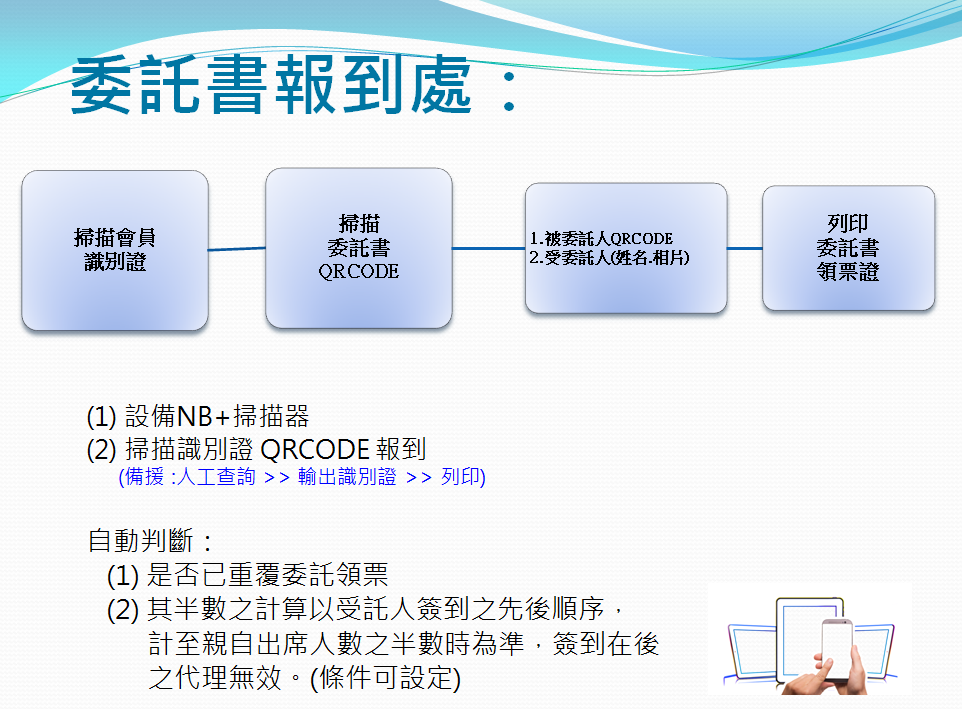 委託書報到處：
掃描會員
識別證
掃描
委託書
QRCODE
1.被委託人QRCODE
2.受委託人(姓名.相片)
列印
委託書
領票證
(1) 設備NB+掃描器
(2) 掃描識別證 QRCODE 報到
(備援 :人工查詢 >> 輸出識別證 >> 列印)
自動判斷：
(1) 是否已重覆委託領票
(2) 其半數之計算以受託人簽到之先後順序，
計至親自出席人數之半數時為準，簽到在後
之代理無效。(條件可設定)